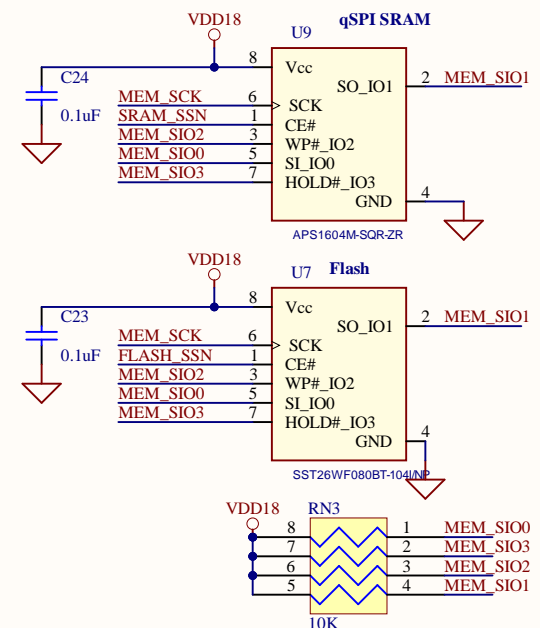 VDD18
U9 qSPI SRAM
C24
0.1uF
8 Vcc
SO_IO1 2 MEM_SIO1
MEM_SCK 6 SCK
SRAM_SSN 1 CE#
MEM_SIO2 3 WP#_IO2
MEM_SIO0 5 SI_IO0
MEM_SIO3 7 HOLD#_IO3
GND 4
APS1604M-SQR-ZR
VDD18
U7 Flash
C23
0.1uF
8 Vcc
SO_IO1 2 MEM_SIO1
MEM_SCK 6 SCK
FLASH_SSN 1 CE#
MEM_SIO2 3 WP#_IO2
MEM_SIO0 5 SI_IO0
MEM_SIO3 7 HOLD#_IO3
GND 4
SST26WF080BT-104I/NP
VDD18 RN3
8 1 MEM_SIO0
7 2 MEM_SIO3
6 3 MEM_SIO2
5 4 MEM_SIO1
10K